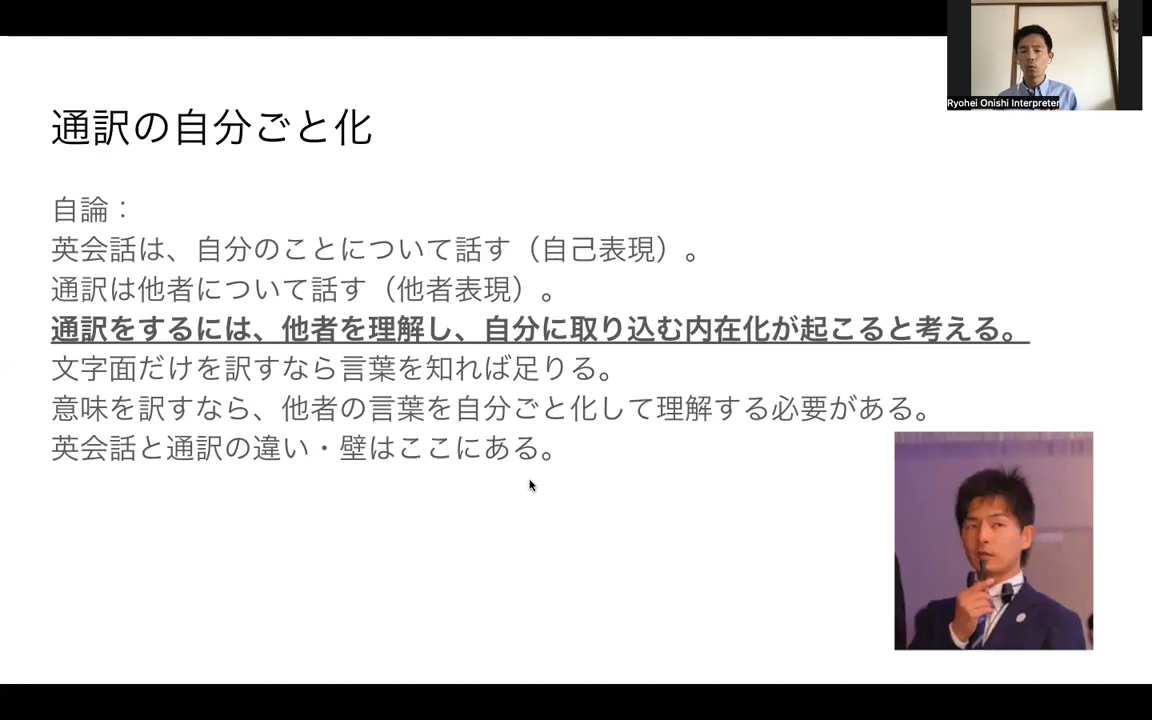 Ryohei Onishi Interpreter
通訳の自分ごと化
自論：
英会話は、自分のことについて話す（自己表現）。
通訳は他者について話す（他者表現）。
通訳をするには、他者を理解し、自分に取り込む内在化が起こると考える。
文字面だけを訳すなら言葉を知れば足りる。
意味を訳すなら、他者の言葉を自分ごと化して理解する必要がある。
英会話と通訳の違い・壁はここにある。